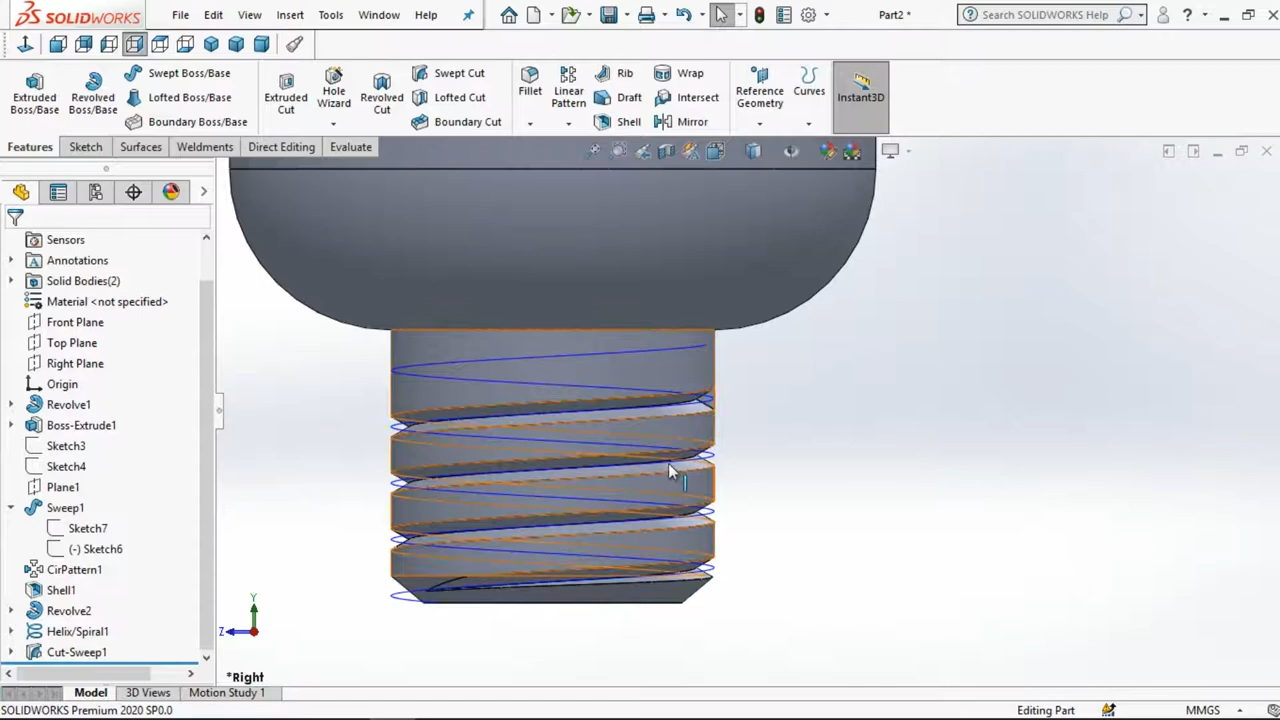 SOLIDWORKS File Edit View Insert Tools Window Help Part2 * Search SOLIDWORKS Help ?
Extruded Boss/Base
Revolved Boss/Base
Swept Boss/Base
Lofted Boss/Base
Boundary Boss/Base
Extruded Cut
Hole Wizard
Revolved Cut
Swept Cut
Lofted Cut
Boundary Cut
Fillet
Linear Pattern
Rib
Draft
Shell
Wrap
Intersect
Mirror
Reference Geometry
Curves
Instant3D
Features Sketch Surfaces Weldments Direct Editing Evaluate
Sensors
Annotations
Solid Bodies(2)
Material <not specified>
Front Plane
Top Plane
Right Plane
Origin
Revolve1
Boss-Extrude1
Sketch3
Sketch4
Plane1
Sweep1
Sketch7
(-) Sketch6
CirPattern1
Shell1
Revolve2
Helix/Spiral1
Cut-Sweep1
Y
Z
*Right
Model 3D Views Motion Study 1
SOLIDWORKS Premium 2020 SP0.0 Editing Part MMGS